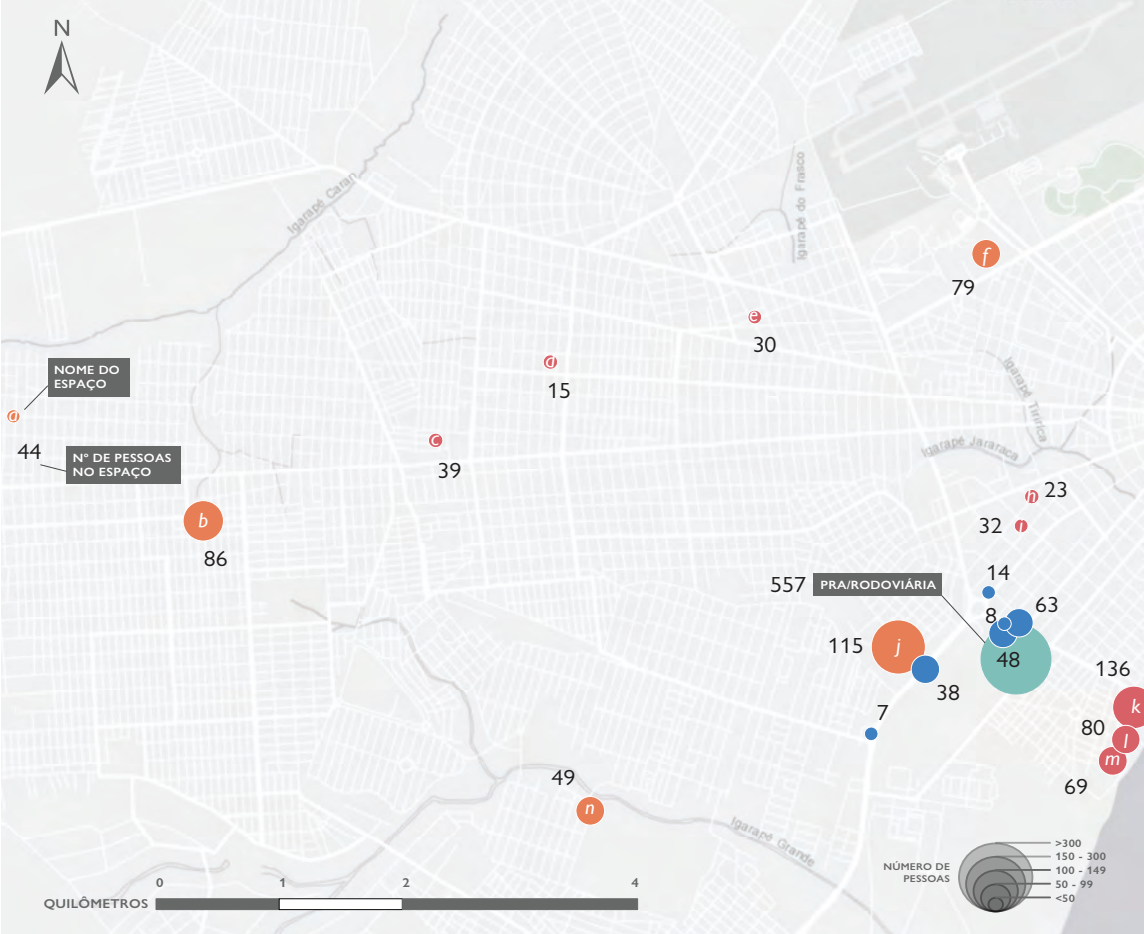 N
Igarapé Caran
Igarapé do Frasco
f
79
e
30
NOME DO
ESPAÇO
d
15
Igarapé Tiririca
a
44
Nº DE PESSOAS
NO ESPAÇO
c
39
Igarapé Jararaca
h 23
32 i
b
86
14
557 PRA/RODOVIÁRIA
8 63
115 j
48
136
38
k
7
80 l
m
69
49
n
Igarapé Grande
>300
150 - 300
NÚMERO DE
PESSOAS
100 - 149
50 - 99
<50
0 1 2 4
QUILÔMETROS